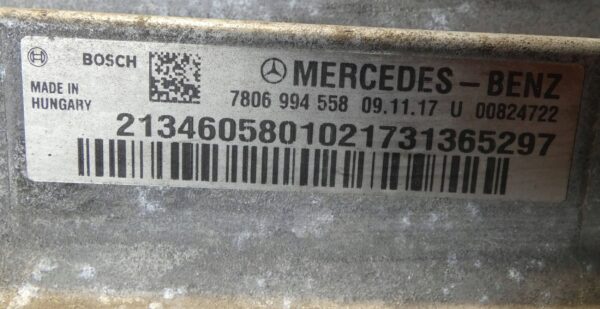 BOSCH
MERCEDES-BENZ
MADE IN
HUNGARY
7806 994 558 09.11.17 U 00824722
2134605801021731365297